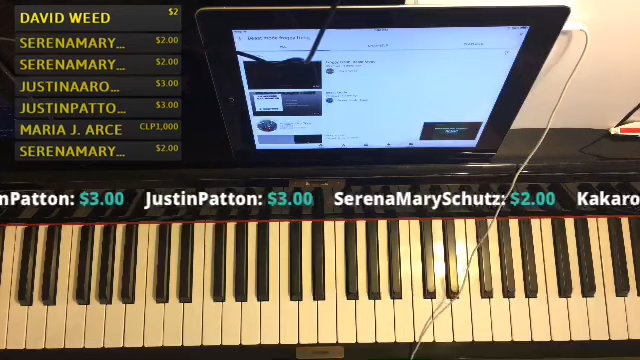 DAVID WEED $2
SERENAMARY... $2.00
SERENAMARY... $2.00
JUSTINAARO... $3.00
JUSTINPATTO... $3.00
MARIA J. ARCE CLP1,000
SERENAMARY... $2.00
nPatton: $3.00 JustinPatton: $3.00 SerenaMarySchutz: $2.00 Kakaro